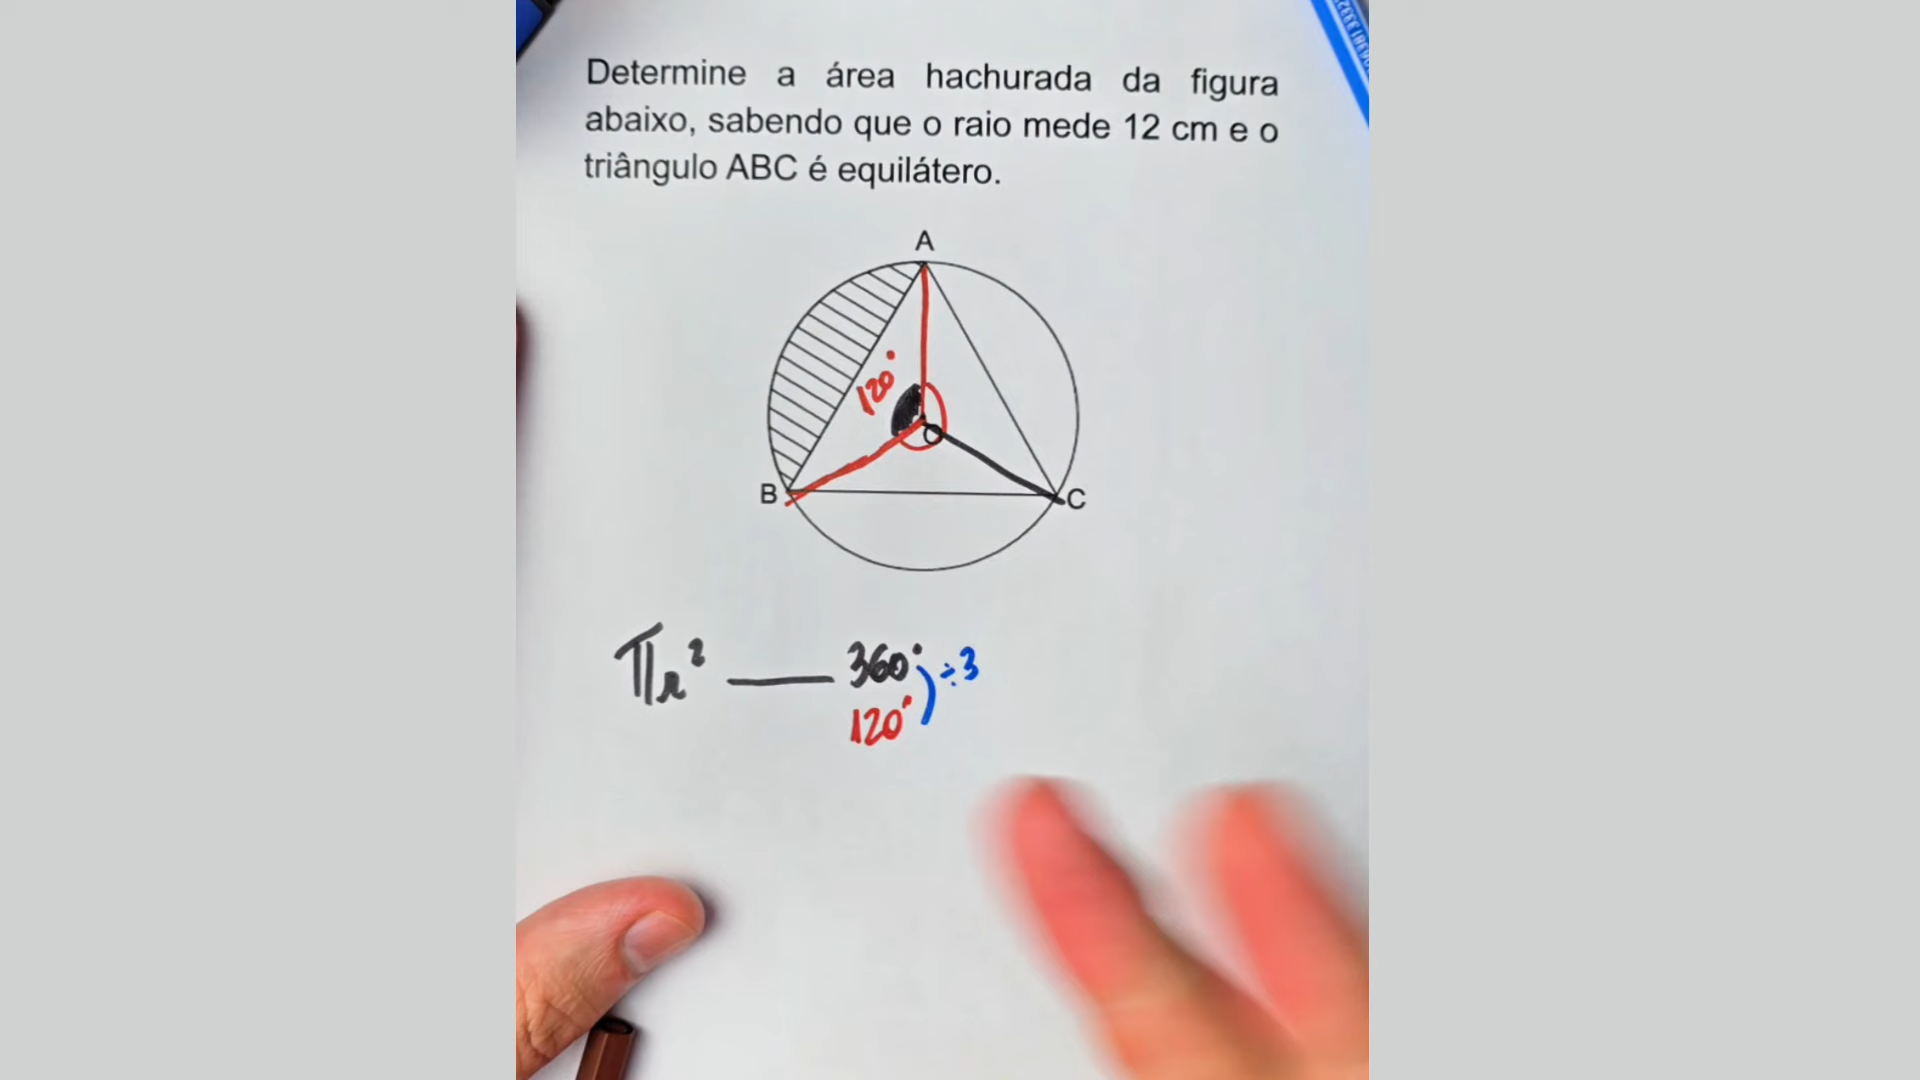 Determine a área hachurada da figura
abaixo, sabendo que o raio mede 12 cm e o
triângulo ABC é equilátero.
A
120°
O
B
C
πr² — 360° ÷3
120°